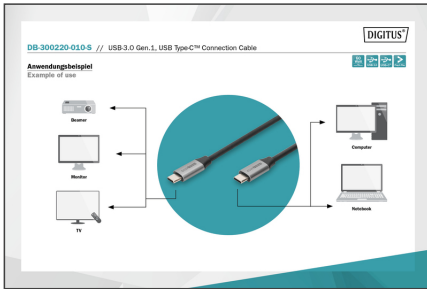 DIGITUS®
DB-300220-010-S // USB-3.0 Gen.1, USB Type-C™ Connection Cable
Anwendungsbeispiel
Example of use
Beamer
Monitor
TV
Computer
Notebook